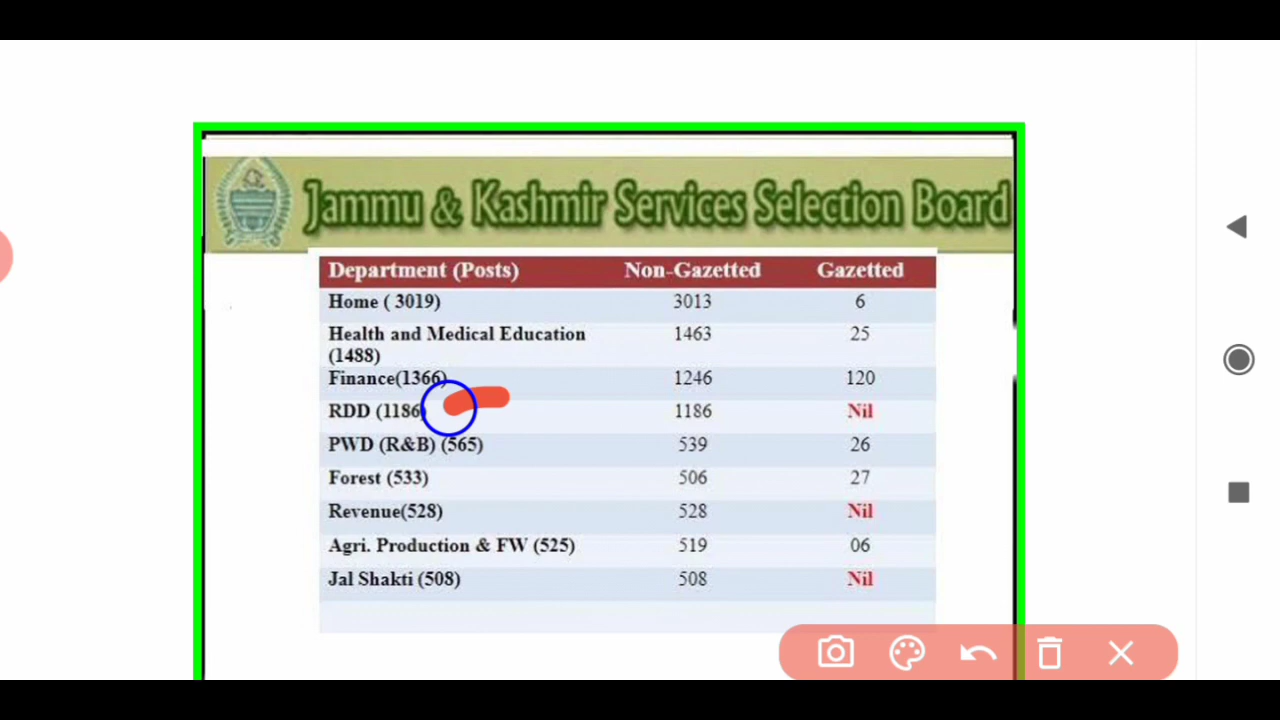 Jammu & Kashmir Services Selection Board
Department (Posts) Non-Gazetted Gazetted
Home ( 3019) 3013 6
Health and Medical Education 1463 25
(1488)
Finance(1366) 1246 120
RDD (1186) 1186 Nil
PWD (R&B) (565) 539 26
Forest (533) 506 27
Revenue(528) 528 Nil
Agri. Production & FW (525) 519 06
Jal Shakti (508) 508 Nil